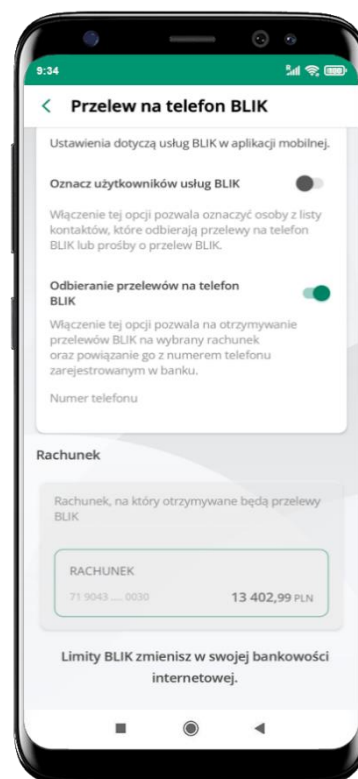 9:34
Przelew na telefon BLIK
Ustawienia dotyczą usług BLIK w aplikacji mobilnej.
Oznacz użytkowników usług BLIK
Włączenie tej opcji pozwala oznaczyć osoby z listy
kontaktów, które odbierają przelewy na telefon
BLIK lub prośby o przelew BLIK.
Odbieranie przelewów na telefon
BLIK
Włączenie tej opcji pozwala na otrzymywanie
przelewów BLIK na wybrany rachunek
oraz powiązanie go z numerem telefonu
zarejestrowanym w banku.
Numer telefonu
Rachunek
Rachunek, na który otrzymywane będą przelewy
BLIK
RACHUNEK
71 9043 .... 0030 13 402,99 PLN
Limity BLIK zmienisz w swojej bankowości
internetowej.